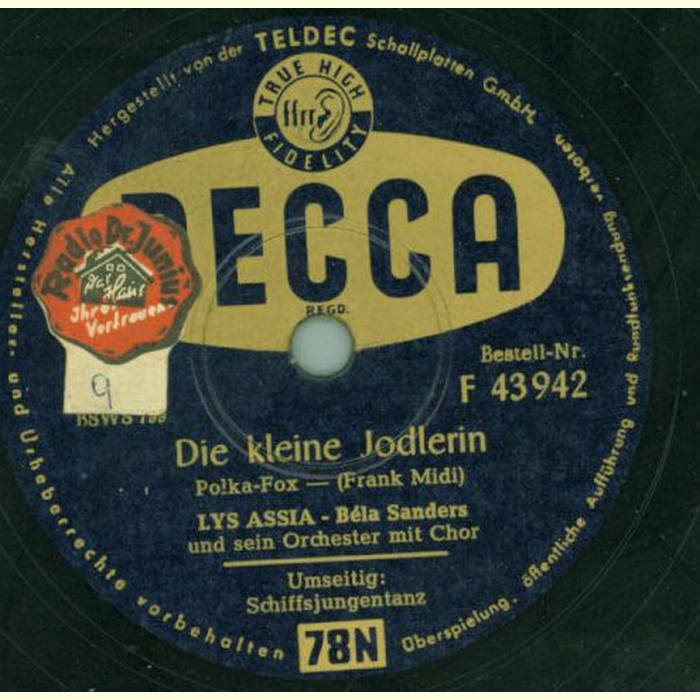 Alle Hersteller- und Urheberrechte vorbehalten
Hergestellt von der TELDEC Schallplatten GmbH.
Überspielung, öffentliche Aufführung und Rundfunksendung verboten
TRUE HIGH
ffrr
FIDELITY
DECCA
REGD.
Radio Dr. Junius
das Haus
Ihres
Vertrauens
9
Bestell-Nr.
F 43942
Die kleine Jodlerin
Polka-Fox — (Frank Midi)
LYS ASSIA - Béla Sanders
und sein Orchester mit Chor
Umseitig:
Schiffsjungentanz
78N